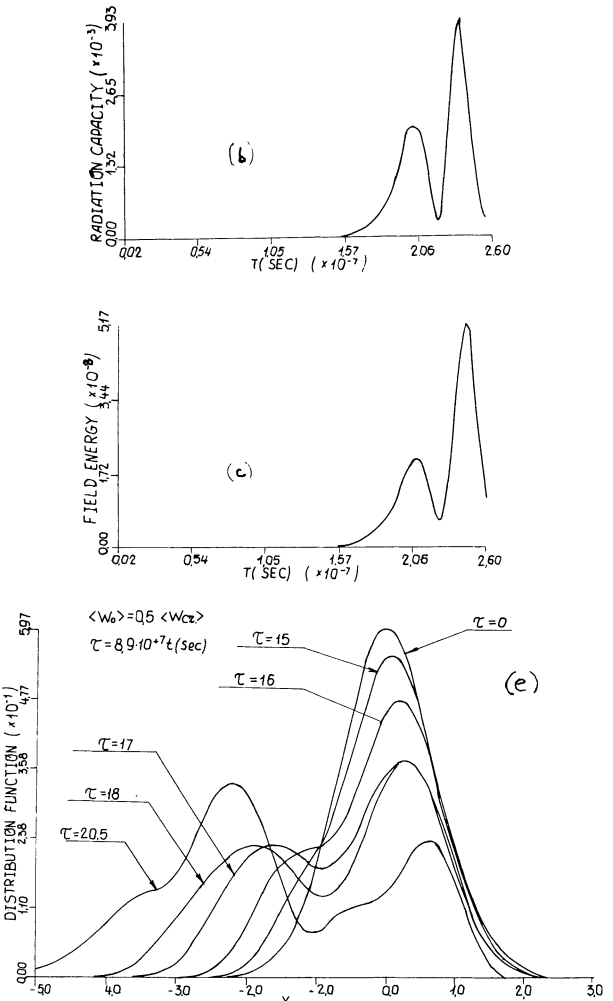 3,93
2,65
1,32
0,00
RADIATION CAPACITY (×10⁻³)
(b)
0,02 0,54 1,05 1,57 2,06 2,60
T(SEC) (×10⁻⁷)
5,17
3,44
1,72
0,00
FIELD ENERGY (×10⁻⁸)
(c)
0,02 0,54 1,05 1,57 2,06 2,60
T(SEC) (×10⁻⁷)
<W₀>=0,5 <Wcr>
τ=8,9·10⁺⁷t(sec)
5,97
4,77
3,58
2,38
1,10
0,00
DISTRIBUTION FUNCTION (×10⁻¹)
τ=0
τ=15
τ=16
(e)
τ=17
τ=18
τ=20,5
-5,0 -4,0 -3,0 -2,0 +2,0 0,0 1,0 2,0 3,0